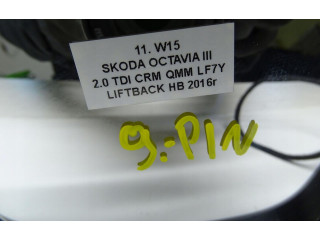 11. W15
SKODA OCTAVIA III
2.0 TDI CRM QMM LF7Y
LIFTBACK HB 2016r
9.-PIN